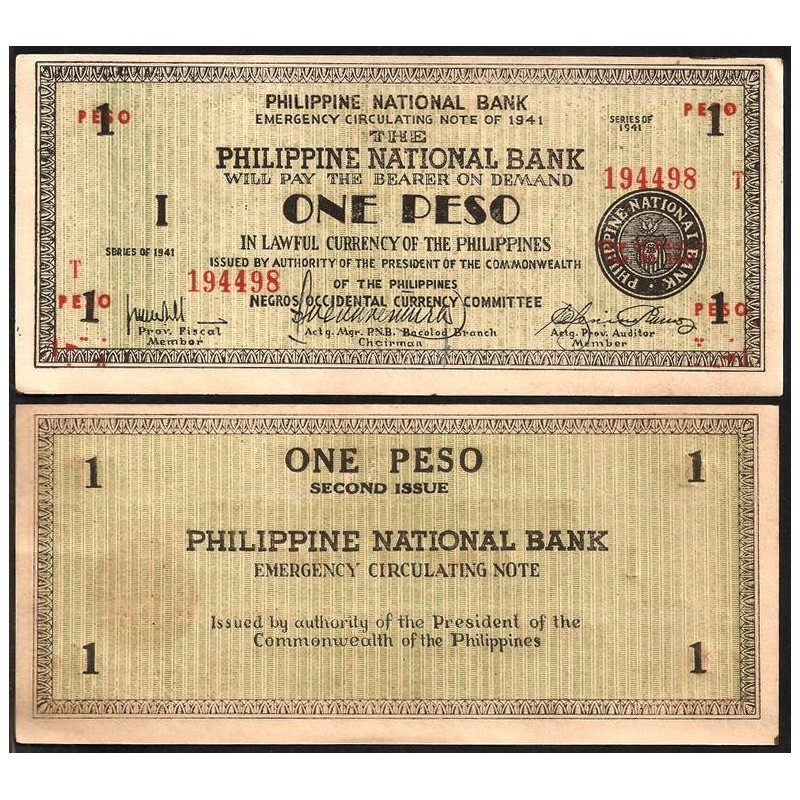 PHILIPPINE NATIONAL BANK
EMERGENCY CIRCULATING NOTE OF 1941
PESO 1
SERIES OF 1941
PESO 1
THE
PHILIPPINE NATIONAL BANK
WILL PAY THE BEARER ON DEMAND
194498 T
I
ONE PESO
PHILIPPINE NATIONAL BANK
IN LAWFUL CURRENCY OF THE PHILIPPINES
SERIES OF 1941
ISSUED BY AUTHORITY OF THE PRESIDENT OF THE COMMONWEALTH
T
194498
OF THE PHILIPPINES
PESO 1
NEGROS OCCIDENTAL CURRENCY COMMITTEE
PESO 1
Prov. Fiscal
Member
Actg. Mgr. P.N.B. Bacolod Branch
Chairman
Actg. Prov. Auditor
Member
1
ONE PESO
1
SECOND ISSUE
PHILIPPINE NATIONAL BANK
EMERGENCY CIRCULATING NOTE
Issued by authority of the President of the
Commonwealth of the Philippines
1
1